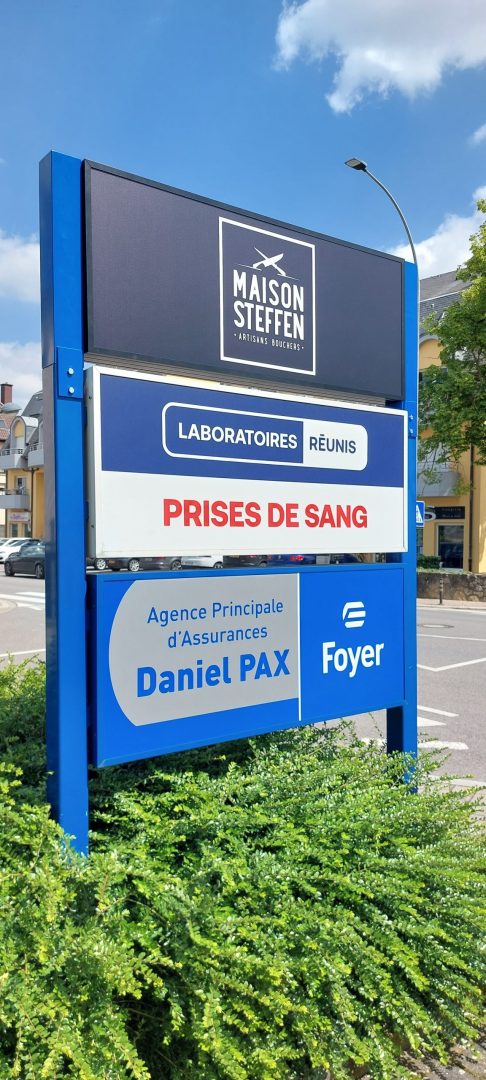 MAISON
STEFFEN
- ARTISANS BOUCHERS -
LABORATOIRES RÉUNIS
PRISES DE SANG
Agence Principale
d'Assurances
Daniel PAX
Foyer